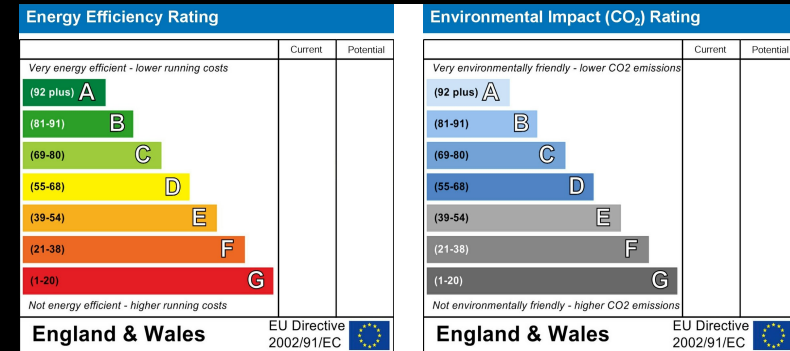 Energy Efficiency Rating
Current Potential
Very energy efficient - lower running costs
(92 plus) A
(81-91) B
(69-80) C
(55-68) D
(39-54) E
(21-38) F
(1-20) G
Not energy efficient - higher running costs
England & Wales
EU Directive
2002/91/EC
Environmental Impact (CO₂) Rating
Current Potential
Very environmentally friendly - lower CO2 emissions
(92 plus) A
(81-91) B
(69-80) C
(55-68) D
(39-54) E
(21-38) F
(1-20) G
Not environmentally friendly - higher CO2 emissions
England & Wales
EU Directive
2002/91/EC